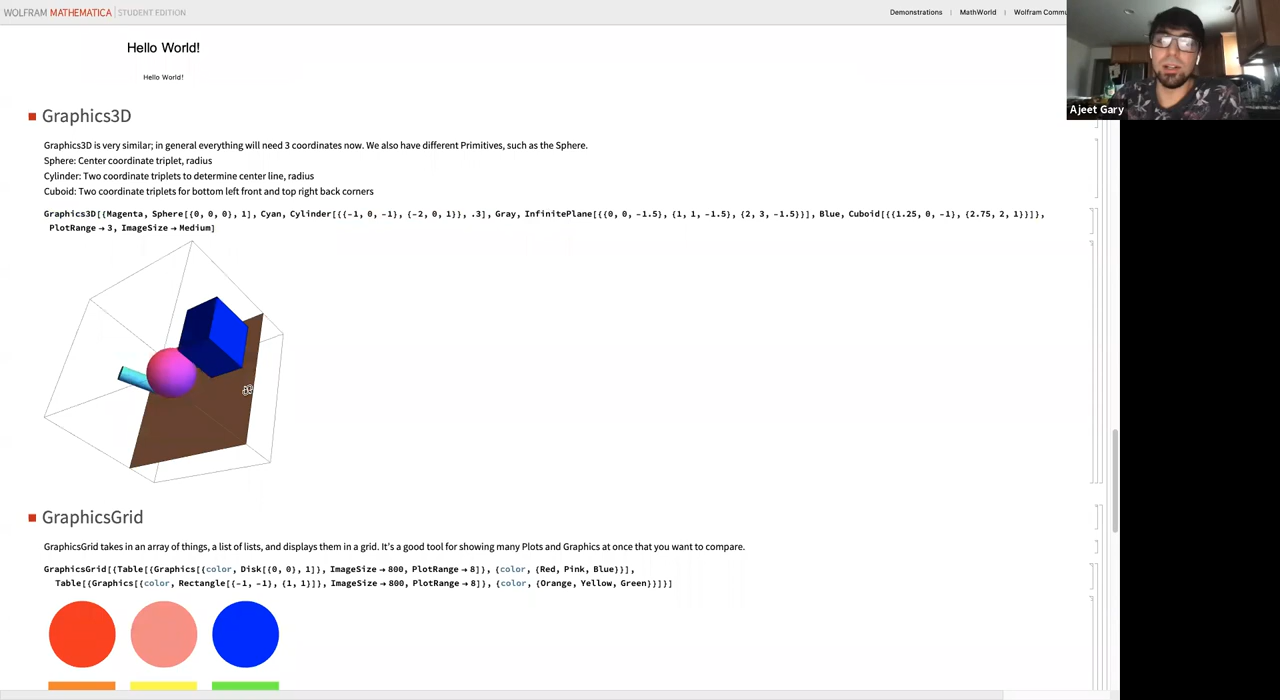 WOLFRAM MATHEMATICA | STUDENT EDITION
Demonstrations | MathWorld | Wolfram Commu
Hello World!
Hello World!
Ajeet Gary
Graphics3D
Graphics3D is very similar; in general everything will need 3 coordinates now. We also have different Primitives, such as the Sphere.
Sphere: Center coordinate triplet, radius
Cylinder: Two coordinate triplets to determine center line, radius
Cuboid: Two coordinate triplets for bottom left front and top right back corners
Graphics3D[{Magenta, Sphere[{0, 0, 0}, 1], Cyan, Cylinder[{{-1, 0, -1}, {-2, 0, 1}}, .3], Gray, InfinitePlane[{{0, 0, -1.5}, {1, 1, -1.5}, {2, 3, -1.5}}], Blue, Cuboid[{{1.25, 0, -1}, {2.75, 2, 1}}]},
PlotRange → 3, ImageSize → Medium]
GraphicsGrid
GraphicsGrid takes in an array of things, a list of lists, and displays them in a grid. It's a good tool for showing many Plots and Graphics at once that you want to compare.
GraphicsGrid[{Table[{Graphics[{color, Disk[{0, 0}, 1]}, ImageSize → 800, PlotRange → 8]}, {color, {Red, Pink, Blue}}],
Table[{Graphics[{color, Rectangle[{-1, -1}, {1, 1}]}, ImageSize → 800, PlotRange → 8]}, {color, {Orange, Yellow, Green}}]}]